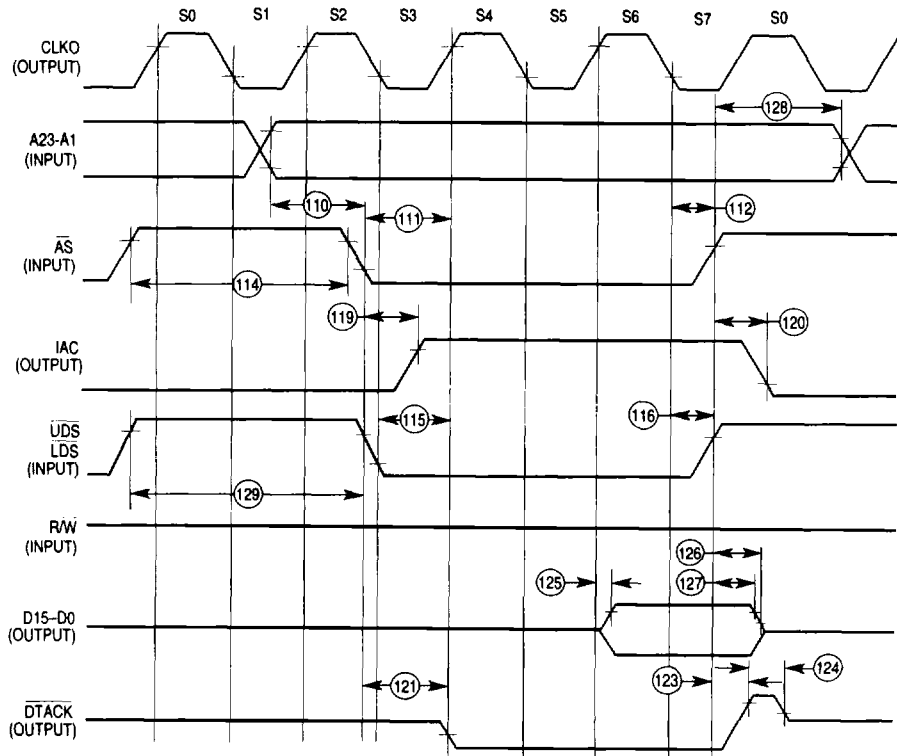 S0 S1 S2 S3 S4 S5 S6 S7 S0
CLKO
(OUTPUT)
128
A23-A1
(INPUT)
110
111
112
AS
(INPUT)
114
119
120
IAC
(OUTPUT)
115
116
UDS
LDS
(INPUT)
129
R/W
(INPUT)
126
125
127
D15–D0
(OUTPUT)
121
123
124
DTACK
(OUTPUT)